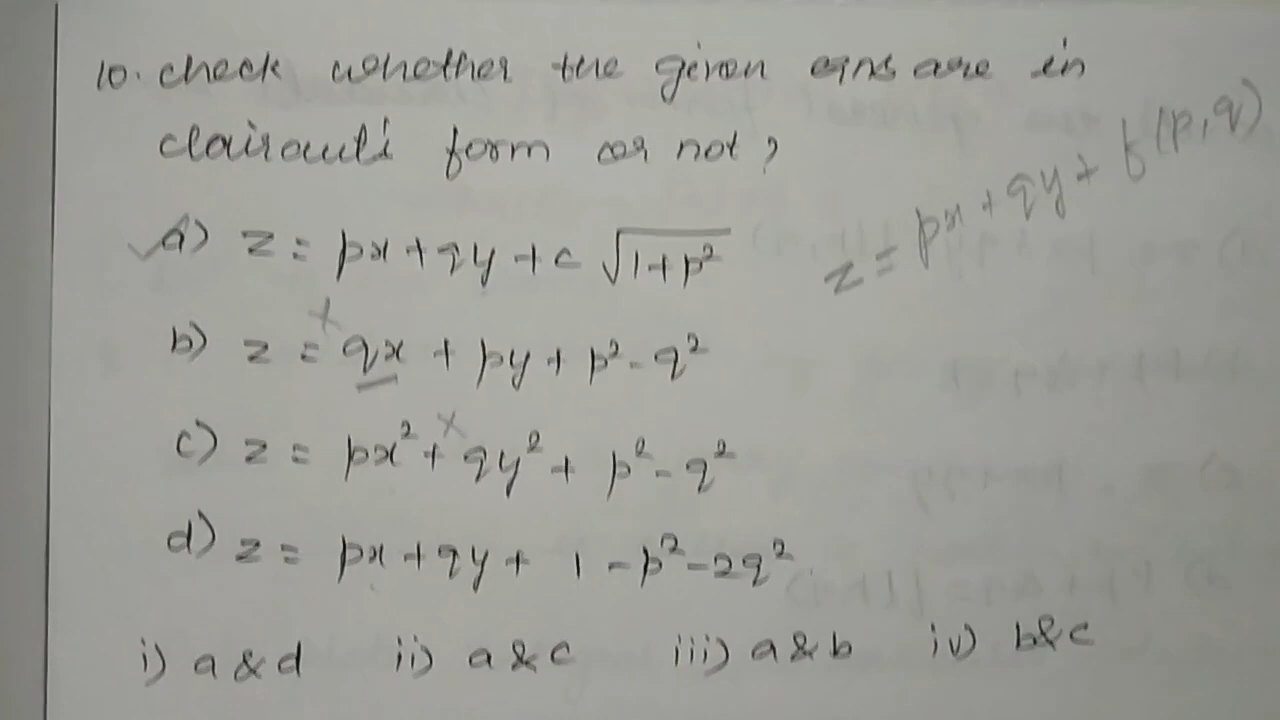 10. check whether the given eqns are in
clairauti form or not?
z = px + qy + f(p,q)
a) z = px + qy + c √1+p²
b) z = qx + py + p² - q²
c) z = px² + qy² + p² - q²
d) z = px + qy + 1 - p² - 2q²
i) a & d ii) a & c iii) a & b iv) b & c